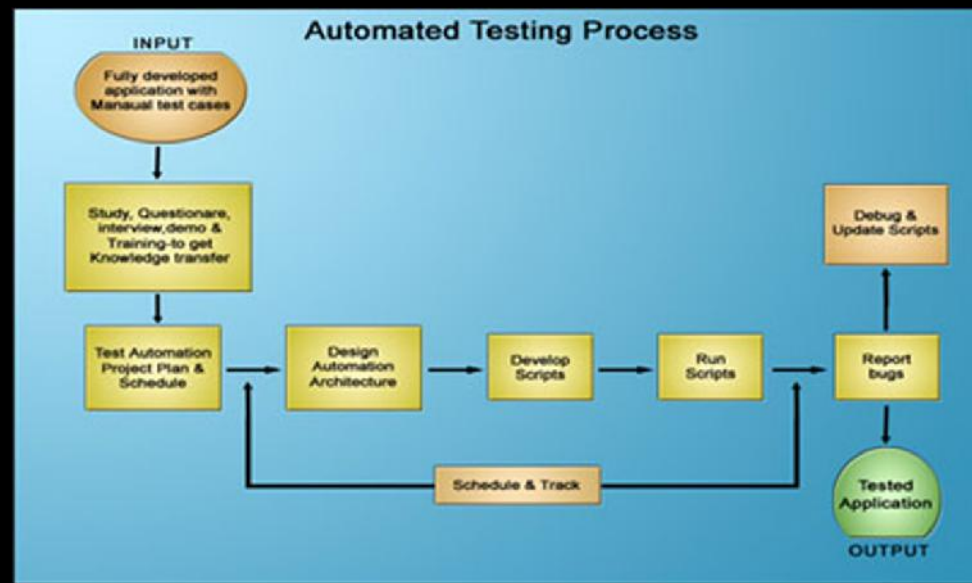 Automated Testing Process
INPUT
Fully developed
application with
Manaual test cases
Study, Questionare,
interview,demo &
Training-to get
Knowledge transfer
Test Automation
Project Plan &
Schedule
Design
Automation
Architecture
Develop
Scripts
Run
Scripts
Report
bugs
Debug &
Update Scripts
Schedule & Track
Tested
Application
OUTPUT